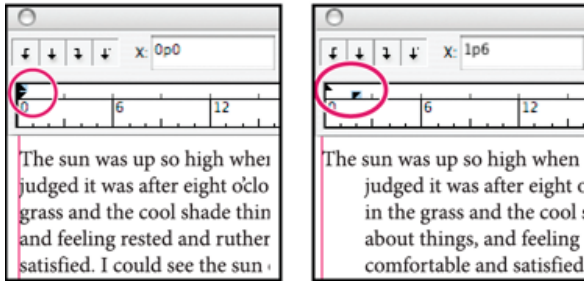 X: 0p0
0 6 12
The sun was up so high when
judged it was after eight o'clo
grass and the cool shade thin
and feeling rested and ruther
satisfied. I could see the sun
X: 1p6
0 6 12
The sun was up so high when
judged it was after eight o
in the grass and the cool s
about things, and feeling
comfortable and satisfied